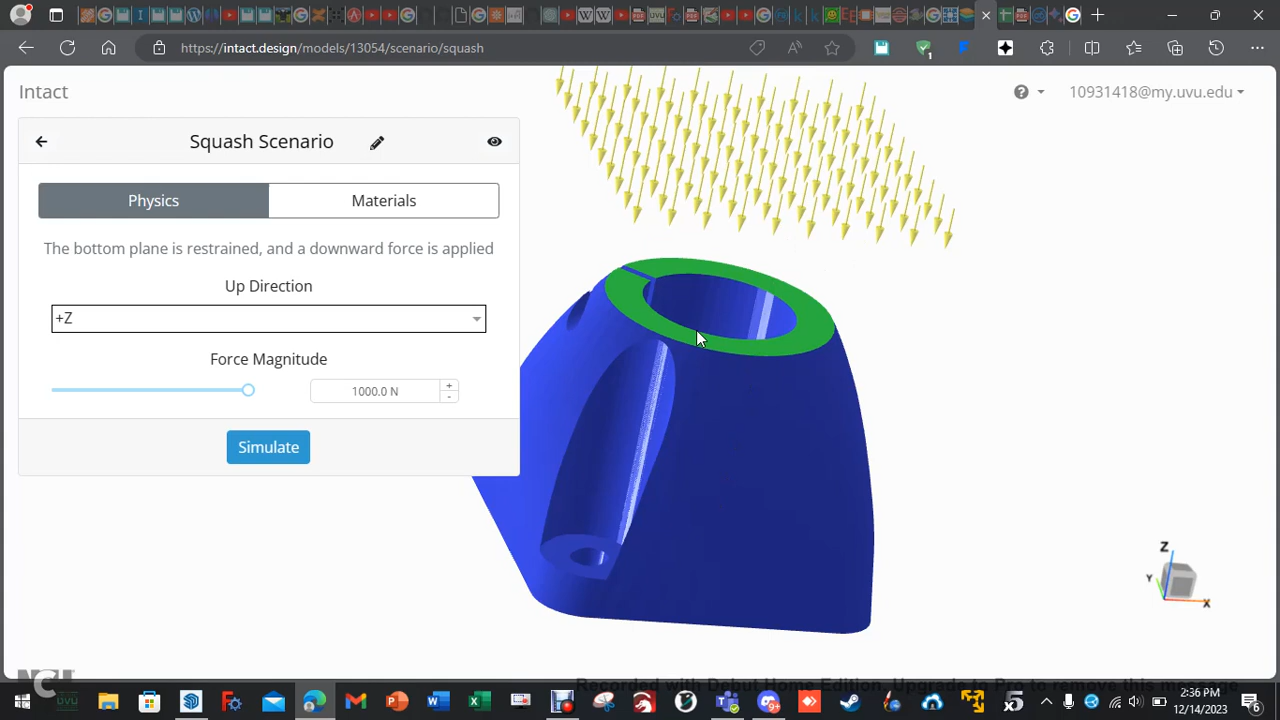 https://intact.design/models/13054/scenario/squash
1
Intact
10931418@my.uvu.edu
Squash Scenario
Physics
Materials
The bottom plane is restrained, and a downward force is applied
Up Direction
+Z
Force Magnitude
1000.0 N
+
-
Simulate
Z
Y
X
Recorded with Debut Home Edition. Upgrade to Pro to remove this message
2:36 PM
12/14/2023
6